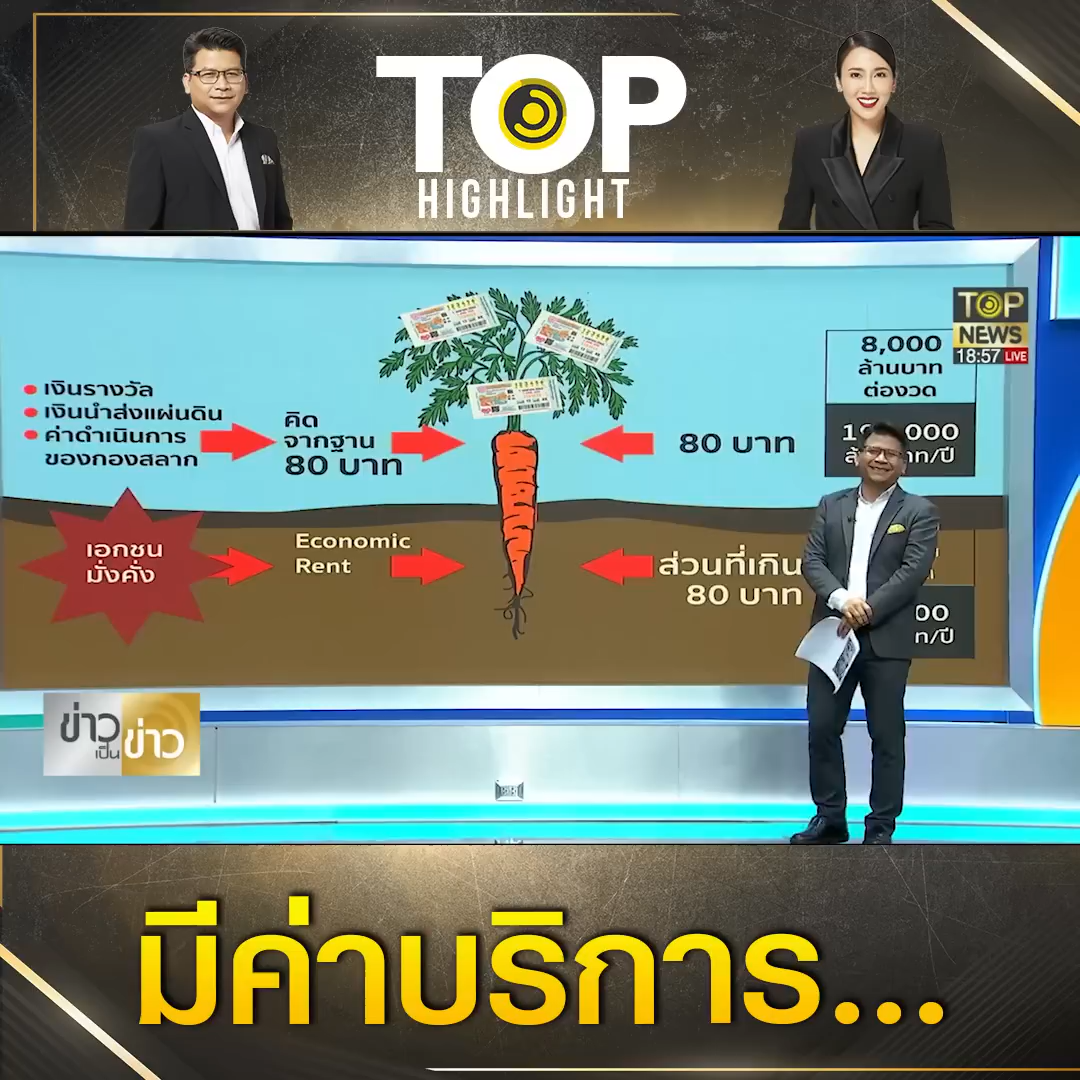 TOP
HIGHLIGHT
TOP
NEWS
18:57 LIVE
8,000
ล้านบาท
ต่องวด
000
ท/ปี
• เงินรางวัล
• เงินนำส่งแผ่นดิน
• ค่าดำเนินการ
ของกองสลาก
คิด
จากฐาน
80 บาท
80 บาท
เอกชน
มั่งคั่ง
Economic
Rent
ส่วนที่เกิน
80 บาท
00
ท/ปี
ข่าว
เป็น
ข่าว
มีค่าบริการ...